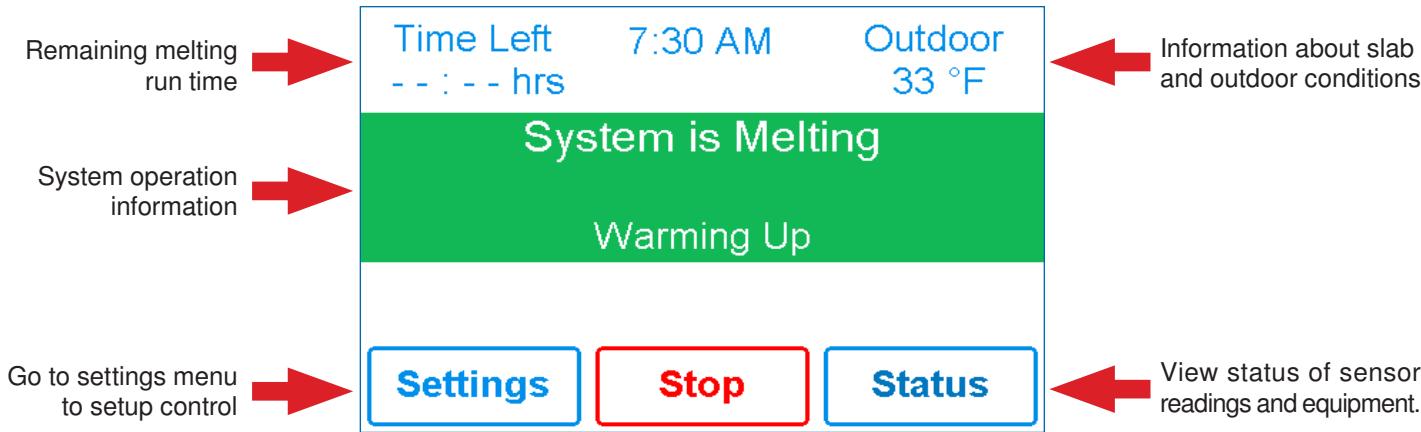 Remaining melting
run time
Time Left
- - : - - hrs
7:30 AM
Outdoor
33 °F
Information about slab
and outdoor conditions
System operation
information
System is Melting
Warming Up
Go to settings menu
to setup control
Settings
Stop
Status
View status of sensor
readings and equipment.